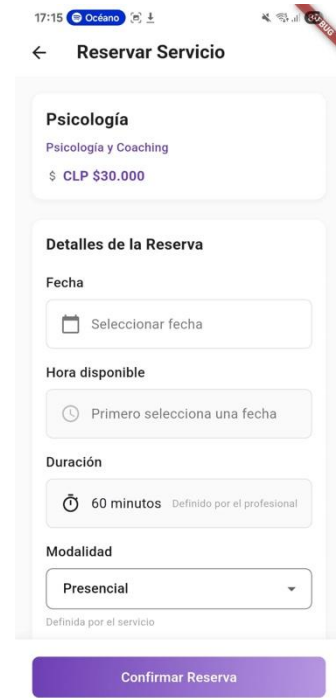 17:15 Océano
DEBUG
Reservar Servicio
Psicología
Psicología y Coaching
$ CLP $30.000
Detalles de la Reserva
Fecha
Seleccionar fecha
Hora disponible
Primero selecciona una fecha
Duración
60 minutos Definido por el profesional
Modalidad
Presencial
Definida por el servicio
Confirmar Reserva